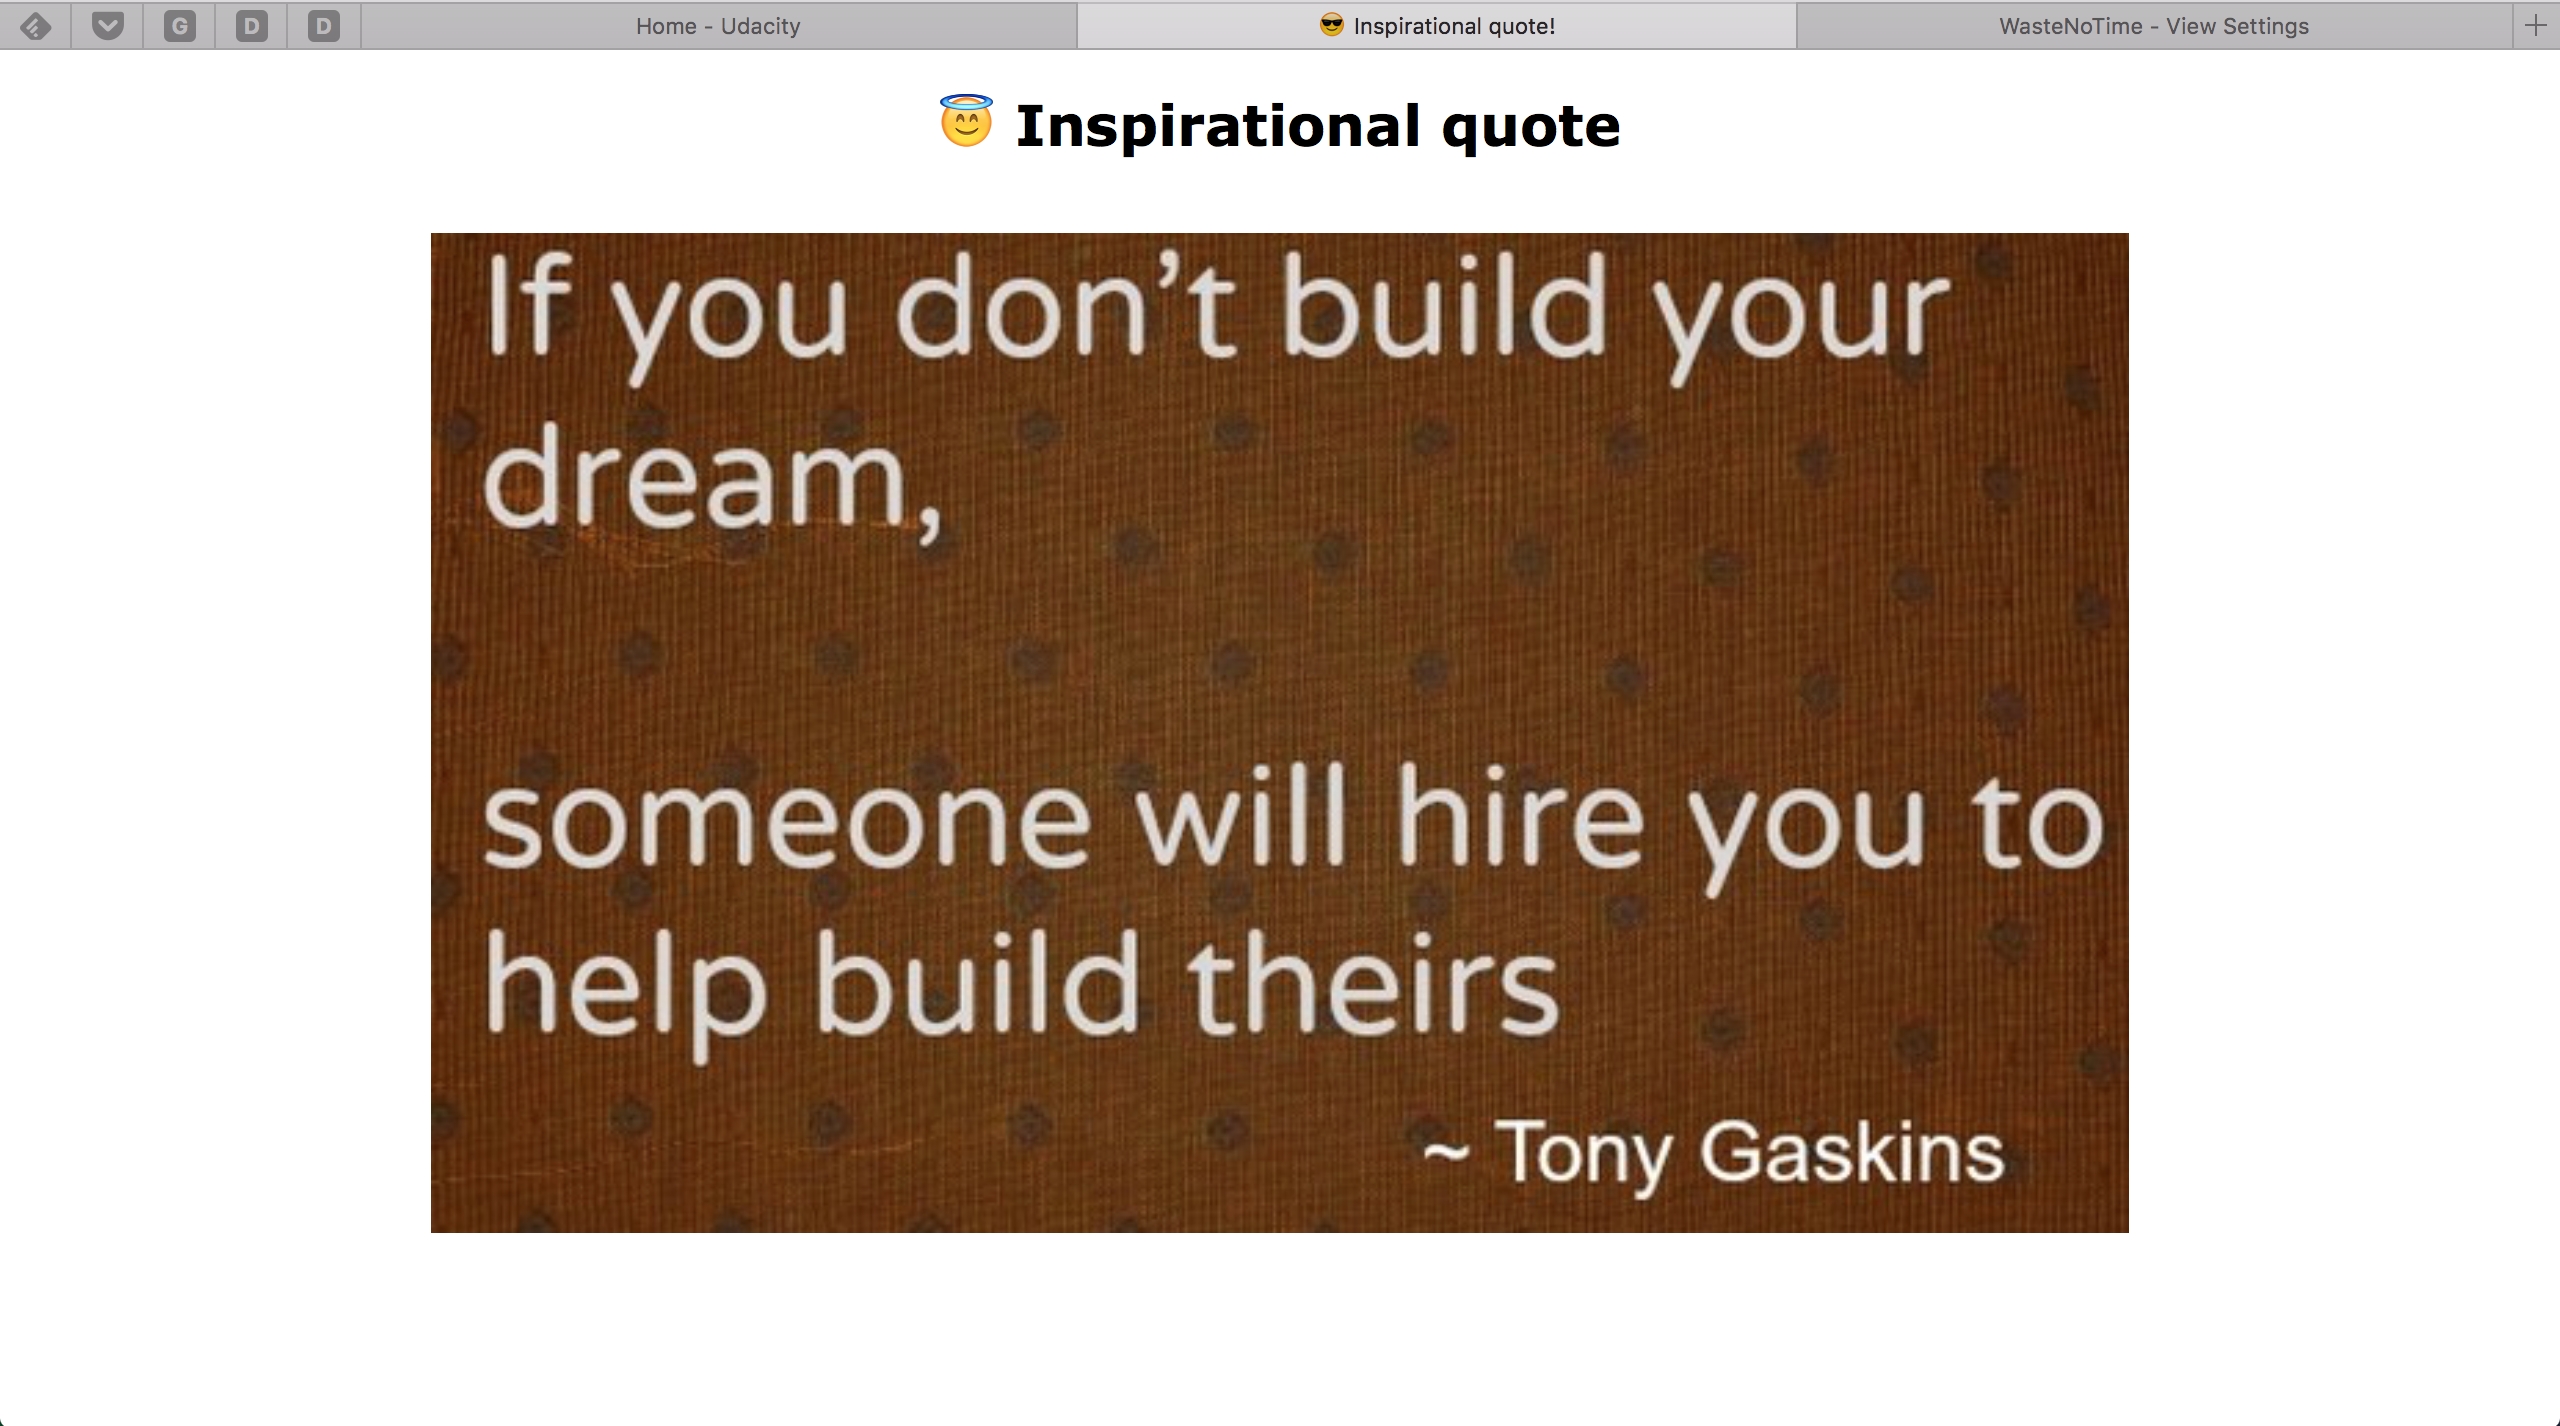 G
D
D
Home - Udacity
😎 Inspirational quote!
WasteNoTime - View Settings
😇 Inspirational quote
If you don’t build your
dream,
someone will hire you to
help build theirs
~ Tony Gaskins